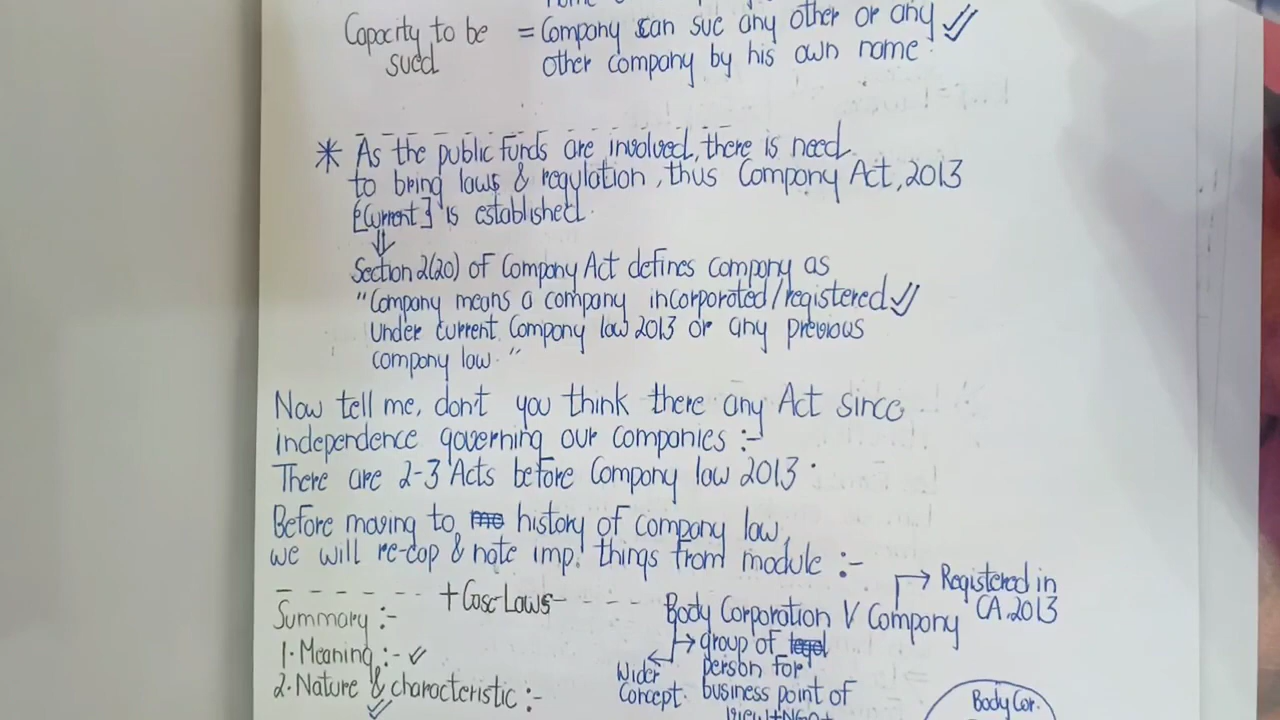 Capacity to be = Company can sue any other or any
sued other company by his own name.
* As the public funds are involved, there is need
to bring laws & regulation, thus Company Act, 2013
[Current] is established.
Section 2(20) of Company Act defines company as
"Company means a company incorporated/registered
under current Company law 2013 or any previous
company law."
Now tell me, don't you think there any Act since
independence governing our companies :-
There are 2-3 Acts before Company law 2013.
Before moving to history of company law,
we will re-cap & note imp. things from module :-
+ Case Laws
Registered in
CA.2013
Summary :-
Body Corporation V Company
1. Meaning :-
group of
Wider person for
2. Nature & characteristic :-
Concept. business point of
Body Cor.